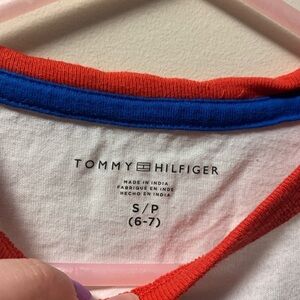 TOMMY HILFIGER
MADE IN INDIA
FABRIQUÉ EN INDE
HECHO EN INDIA
S/P
(6-7)